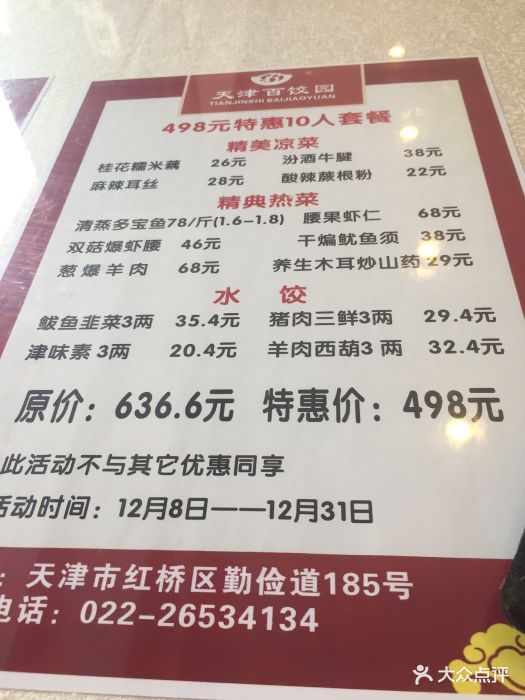 天津百饺园
TIANJINSHI BAIJIAOYUAN
498元特惠10人套餐
精美凉菜
桂花糯米藕 26元 汾酒牛腱 38元
麻辣耳丝 28元 酸辣蕨根粉 22元
精典热菜
清蒸多宝鱼78/斤(1.6-1.8) 腰果虾仁 68元
双菇爆虾腰 46元 干煸鱿鱼须 38元
葱爆羊肉 68元 养生木耳炒山药 29元
水饺
鲅鱼韭菜3两 35.4元 猪肉三鲜3两 29.4元
津味素 3两 20.4元 羊肉西葫3 两 32.4元
原价：636.6元 特惠价：498元
此活动不与其它优惠同享
活动时间：12月8日——12月31日
：天津市红桥区勤俭道185号
电话：022-26534134
大众点评